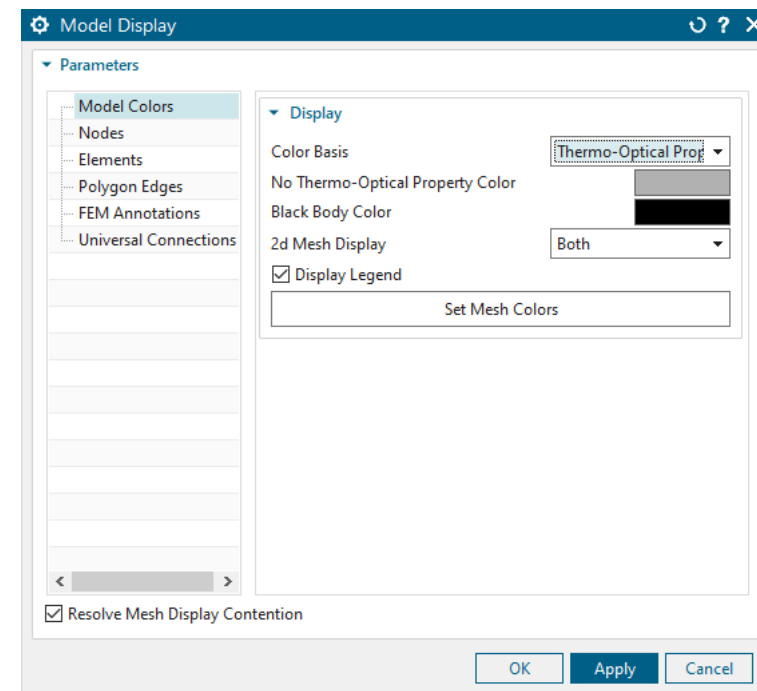 Model Display
Parameters
Model Colors
Nodes
Elements
Polygon Edges
FEM Annotations
Universal Connections
Display
Color Basis Thermo-Optical Prop
No Thermo-Optical Property Color
Black Body Color
2d Mesh Display Both
Display Legend
Set Mesh Colors
Resolve Mesh Display Contention
OK Apply Cancel